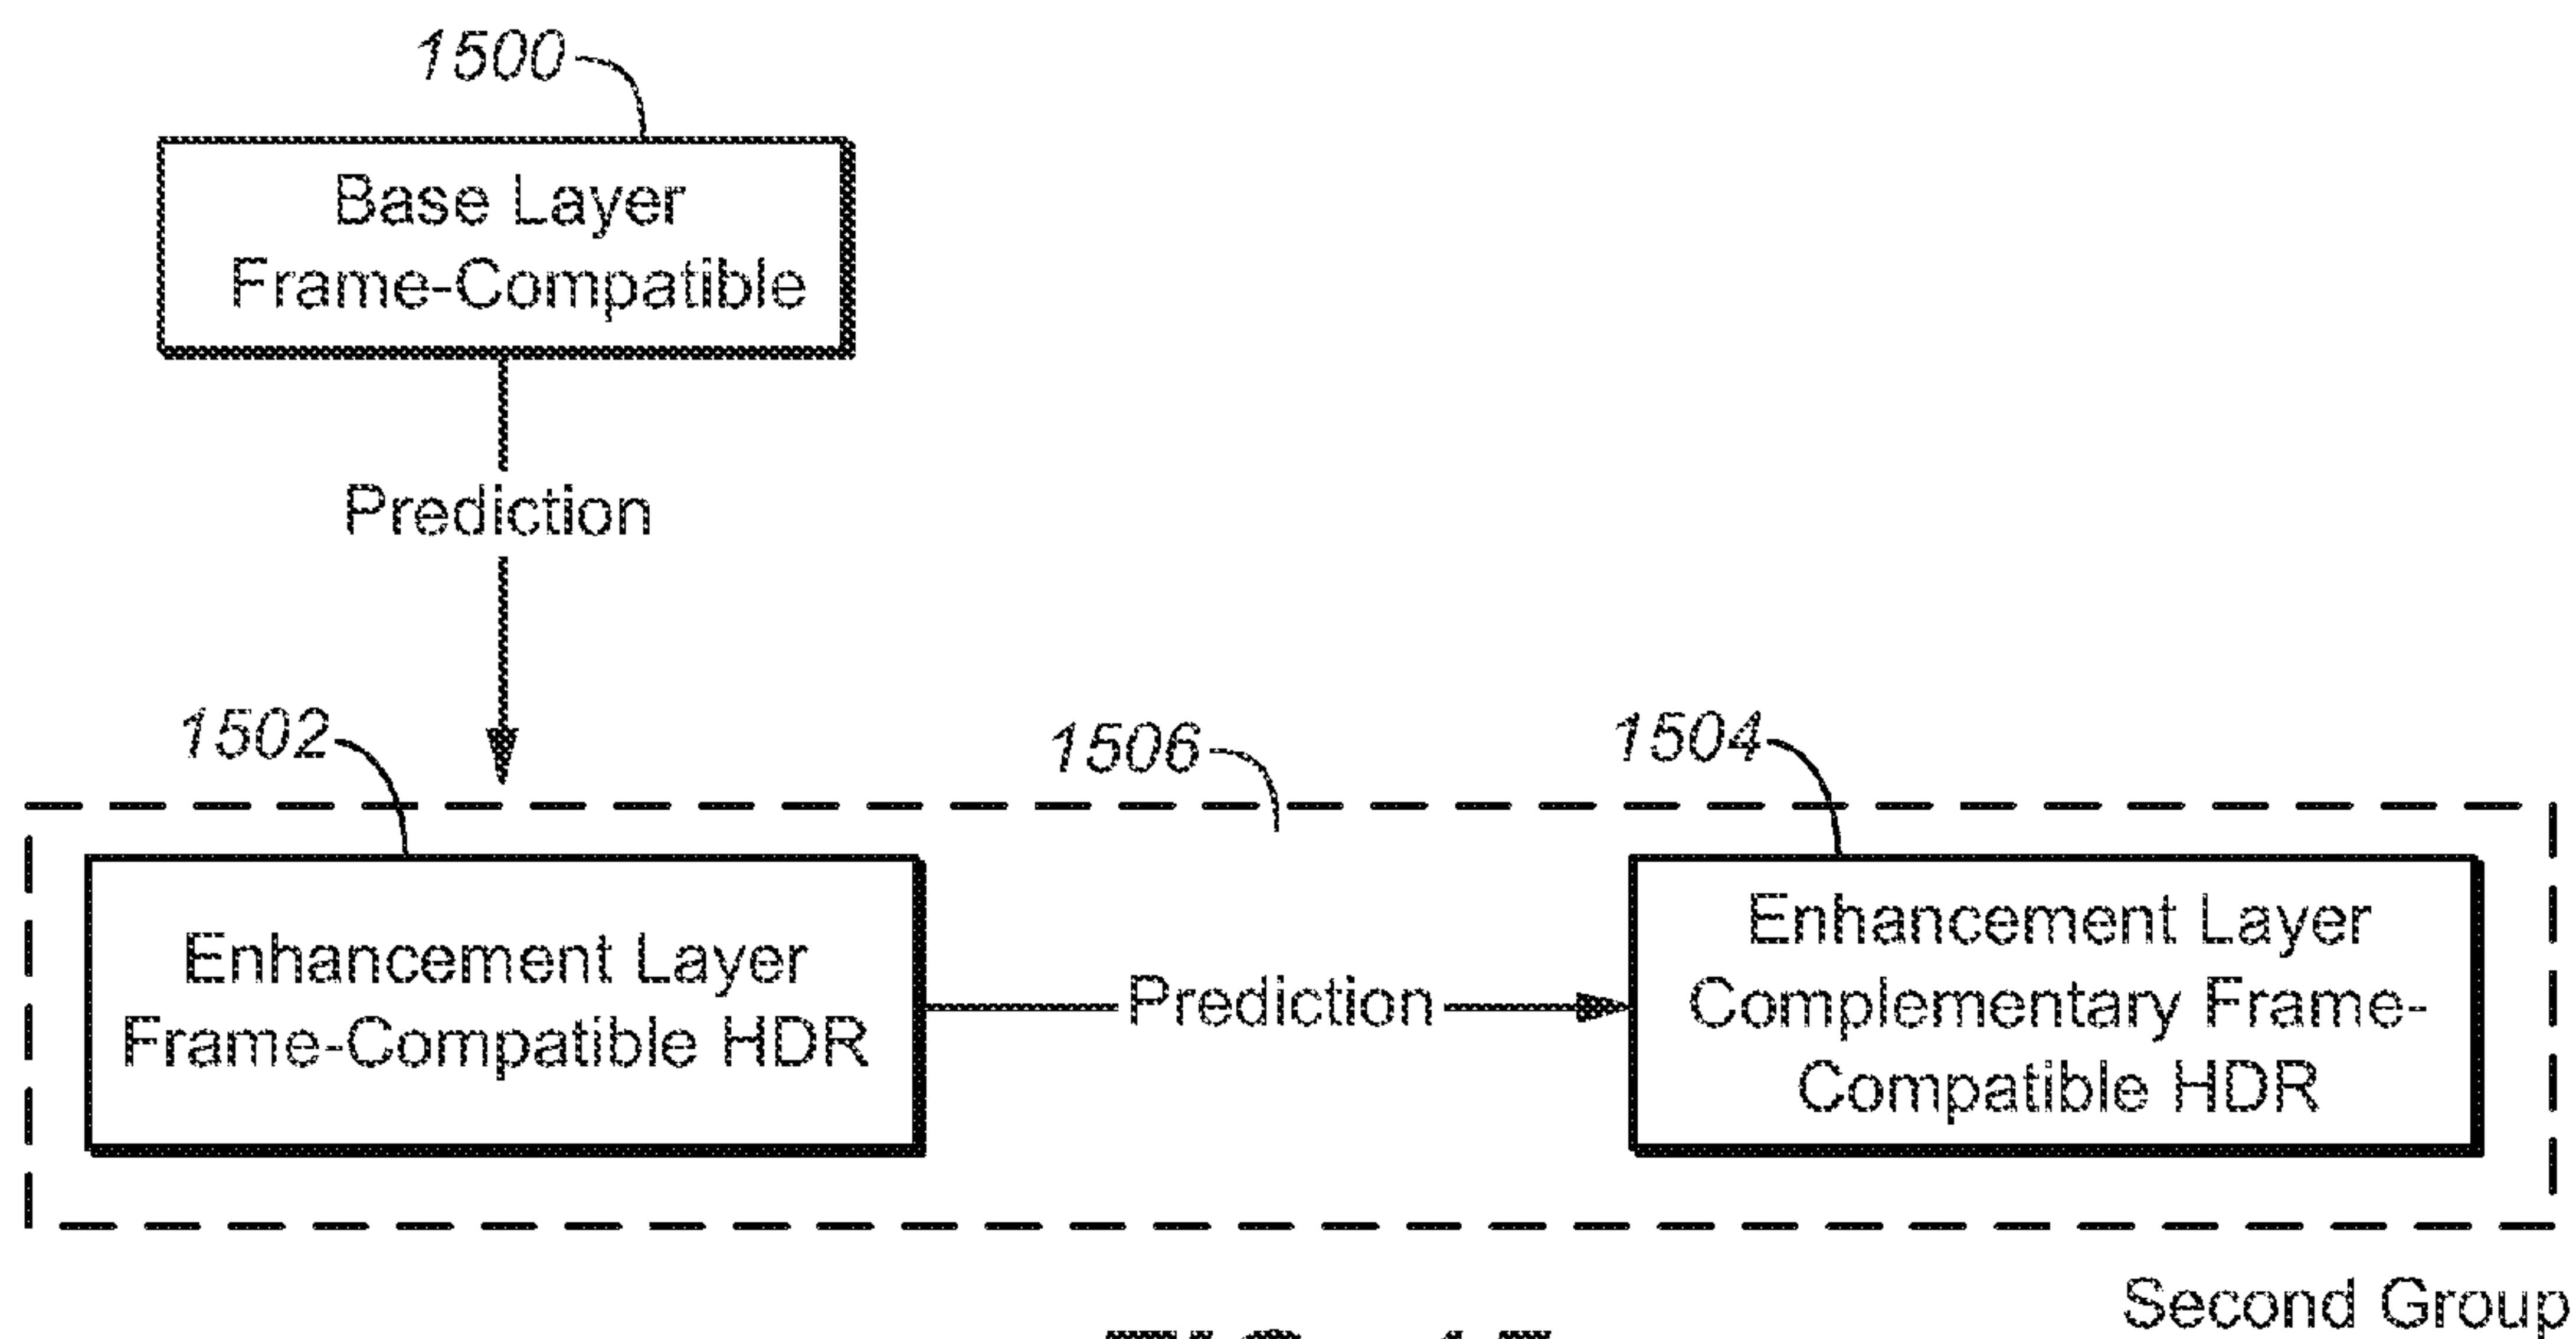 1500
Base Layer
Frame-Compatible
Prediction
1502
1506
1504
Enhancement Layer
Frame-Compatible HDR
Prediction
Enhancement Layer
Complementary Frame-
Compatible HDR
Second Group